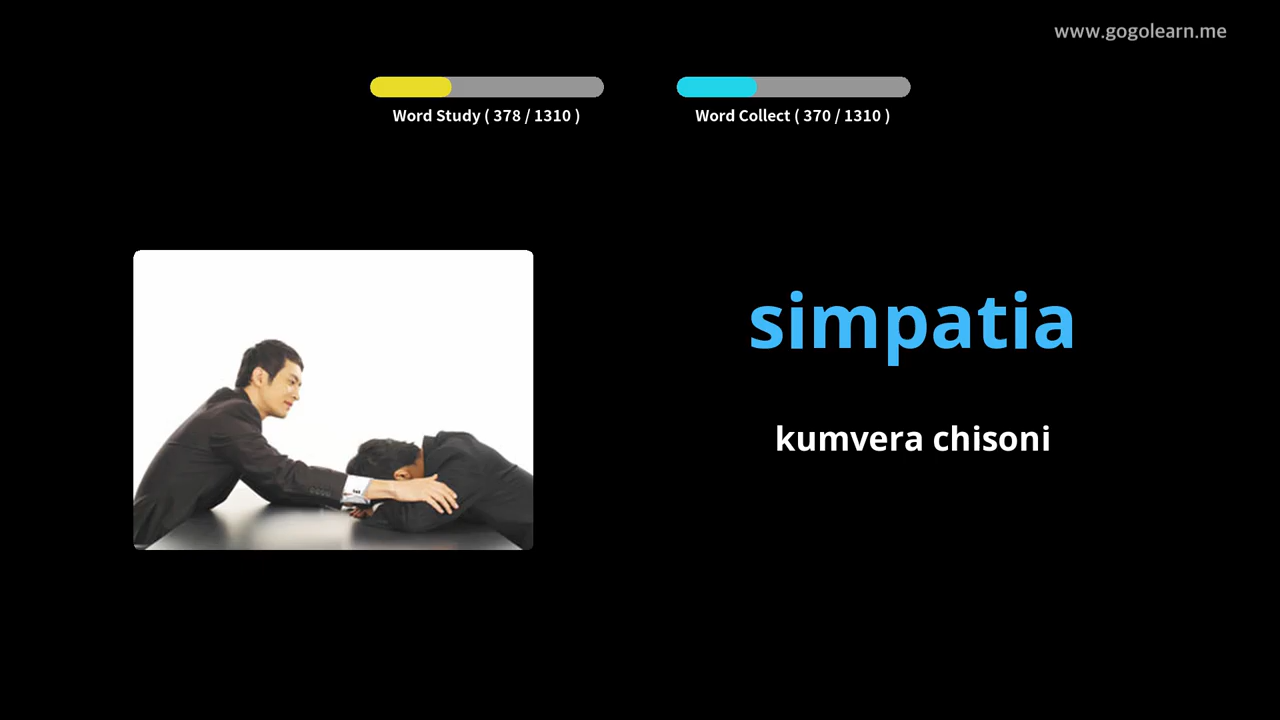 www.gogolearn.me
Word Study ( 378 / 1310 )
Word Collect ( 370 / 1310 )
simpatia
kumvera chisoni